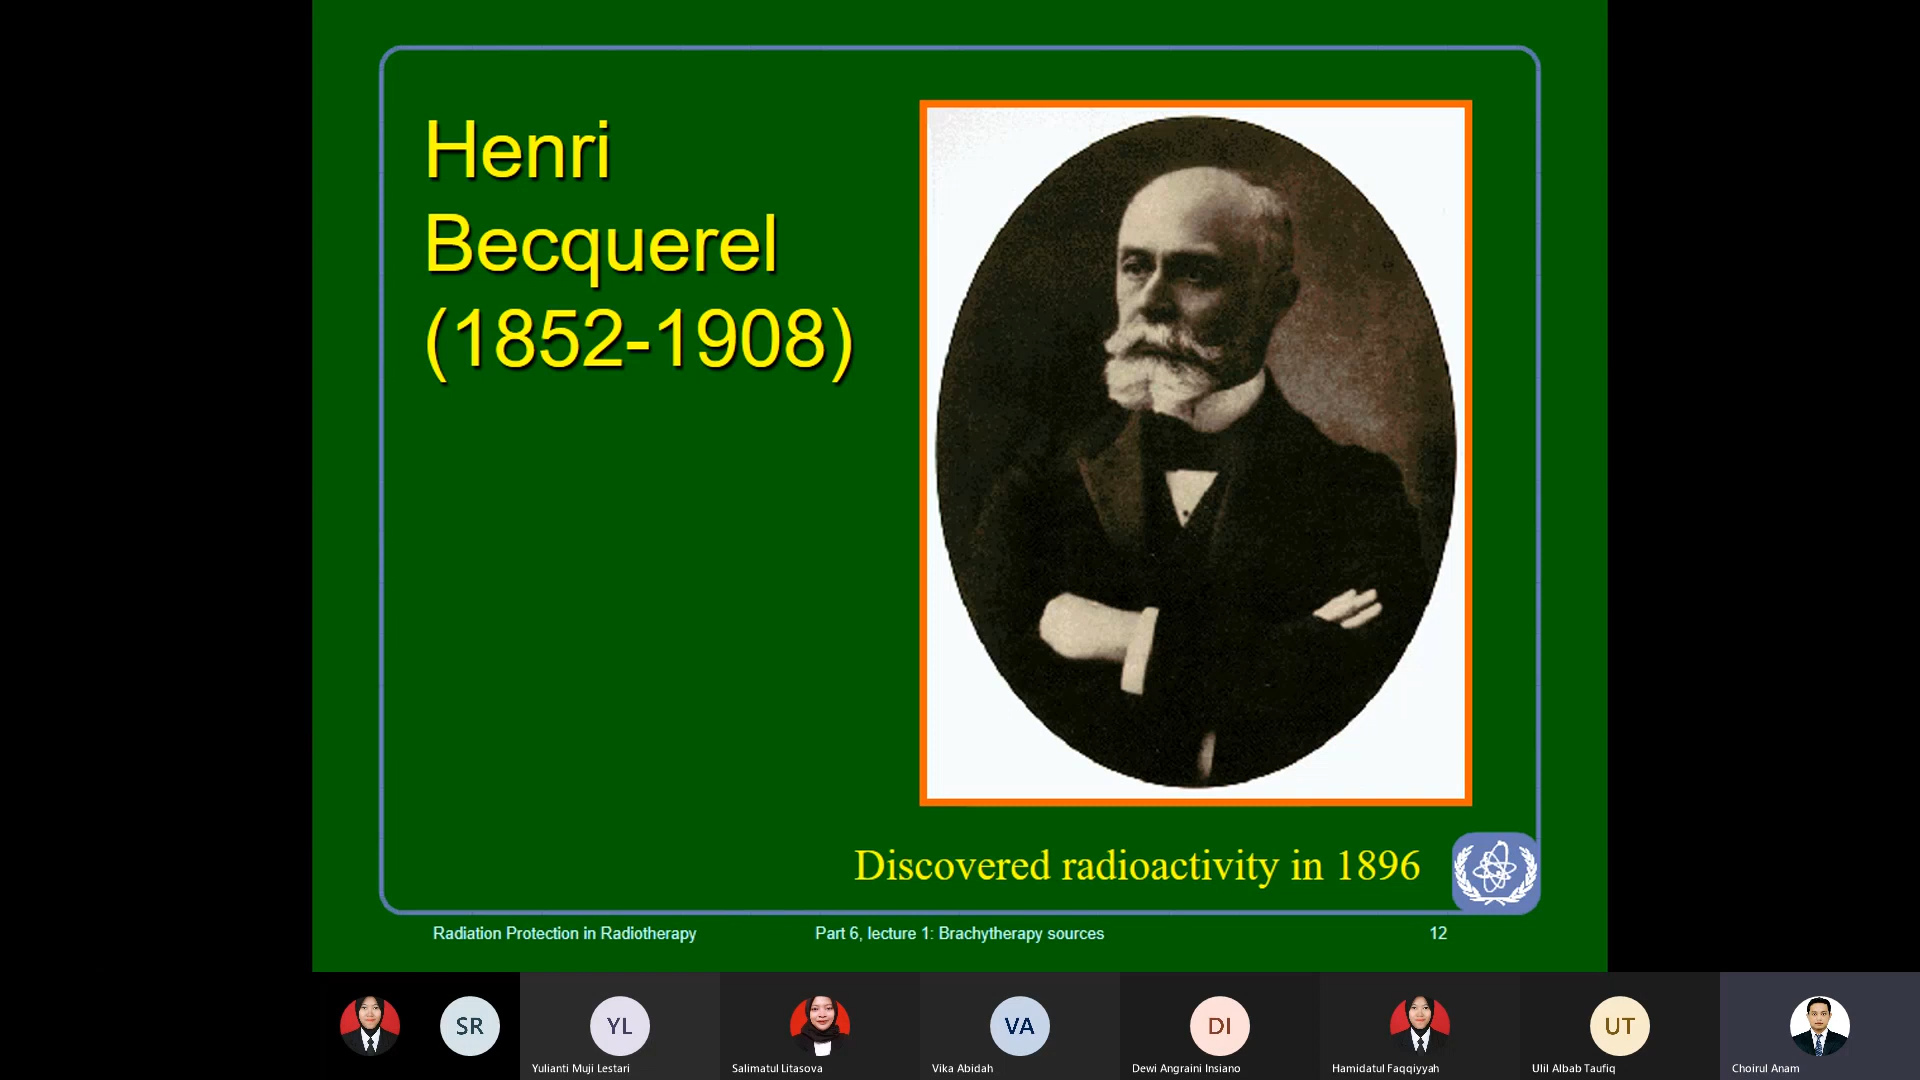 Henri
Becquerel
(1852-1908)
Discovered radioactivity in 1896
Radiation Protection in Radiotherapy
Part 6, lecture 1: Brachytherapy sources
12
SR
YL
VA
DI
UT
Yulianti Muji Lestari
Salimatul Litasova
Vika Abidah
Dewi Angraini Insiano
Hamidatul Faqqiyyah
Ulil Albab Taufiq
Choirul Anam